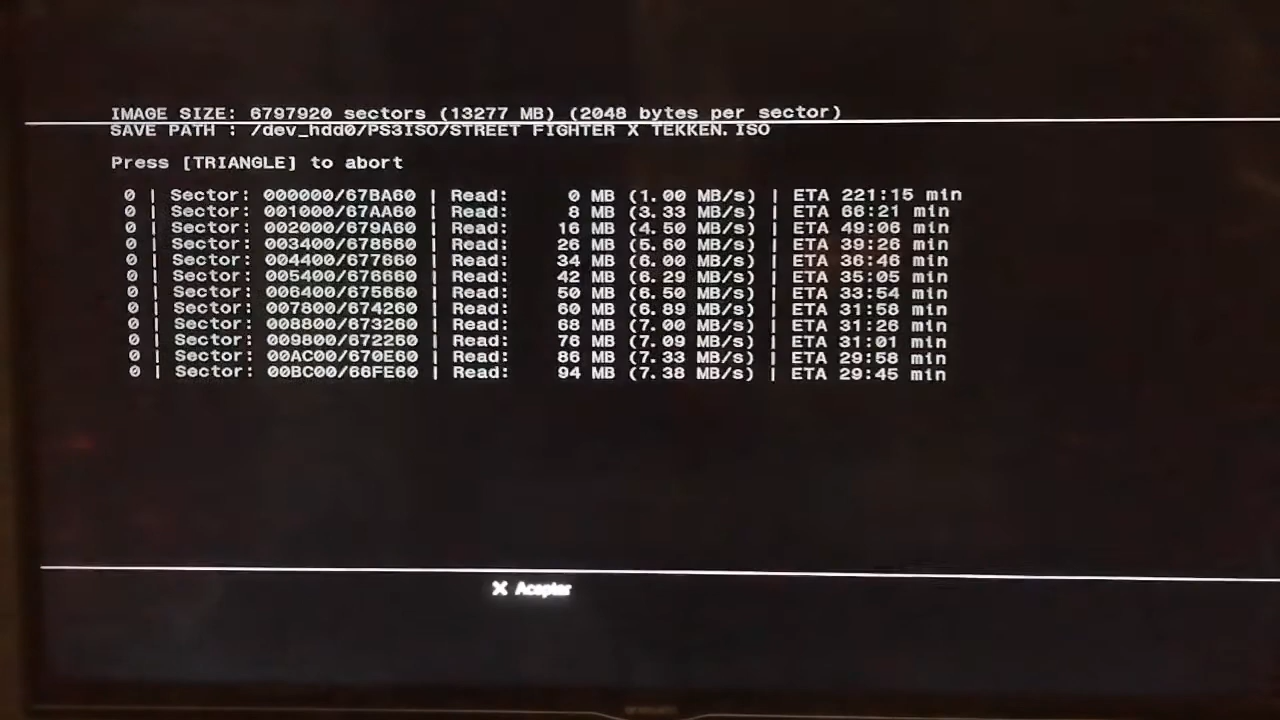 IMAGE SIZE: 6797920 sectors (13277 MB) (2048 bytes per sector)
SAVE PATH : /dev_hdd0/PS3ISO/STREET FIGHTER X TEKKEN.ISO
Press [TRIANGLE] to abort
0 | Sector: 000000/67BA60 | Read: 0 MB (1.00 MB/s) | ETA 221:15 min
0 | Sector: 001000/67AA60 | Read: 8 MB (3.33 MB/s) | ETA 66:21 min
0 | Sector: 002000/679A60 | Read: 16 MB (4.50 MB/s) | ETA 49:06 min
0 | Sector: 003400/678660 | Read: 26 MB (5.60 MB/s) | ETA 39:26 min
0 | Sector: 004400/677660 | Read: 34 MB (6.00 MB/s) | ETA 36:46 min
0 | Sector: 005400/676660 | Read: 42 MB (6.29 MB/s) | ETA 35:05 min
0 | Sector: 006400/675660 | Read: 50 MB (6.50 MB/s) | ETA 33:54 min
0 | Sector: 007800/674260 | Read: 60 MB (6.89 MB/s) | ETA 31:58 min
0 | Sector: 008800/673260 | Read: 68 MB (7.00 MB/s) | ETA 31:26 min
0 | Sector: 009800/672260 | Read: 76 MB (7.09 MB/s) | ETA 31:01 min
0 | Sector: 00AC00/670E60 | Read: 86 MB (7.33 MB/s) | ETA 29:58 min
0 | Sector: 00BC00/66FE60 | Read: 94 MB (7.38 MB/s) | ETA 29:45 min
X Aceptar